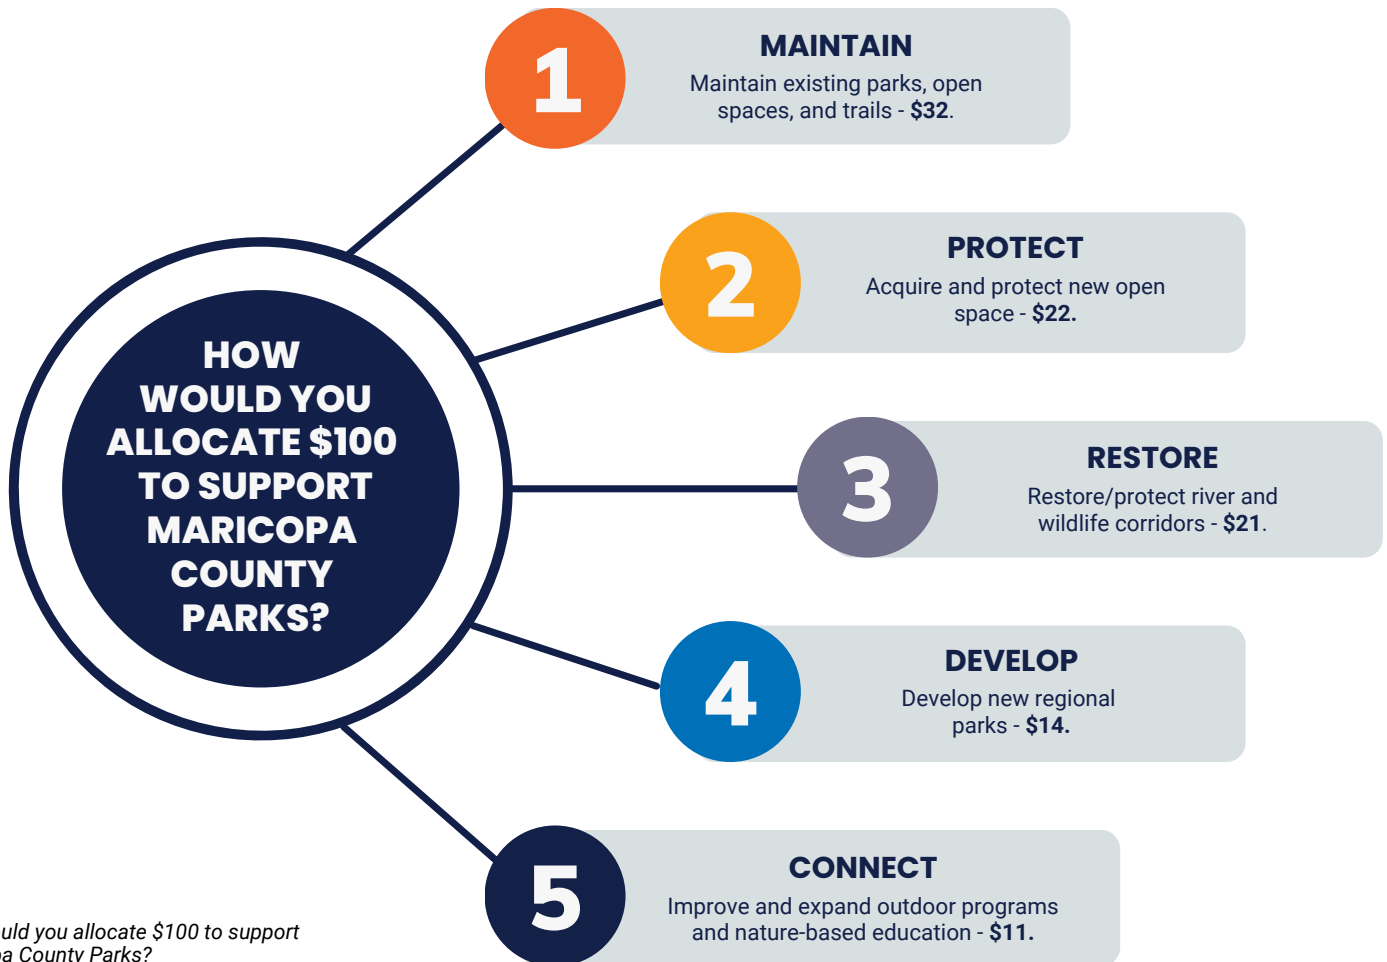 HOW
WOULD YOU
ALLOCATE $100
TO SUPPORT
MARICOPA
COUNTY
PARKS?
1
MAINTAIN
Maintain existing parks, open
spaces, and trails - $32.
2
PROTECT
Acquire and protect new open
space - $22.
3
RESTORE
Restore/protect river and
wildlife corridors - $21.
4
DEVELOP
Develop new regional
parks - $14.
5
CONNECT
Improve and expand outdoor programs
and nature-based education - $11.
you allocate $100 to support
County Parks?